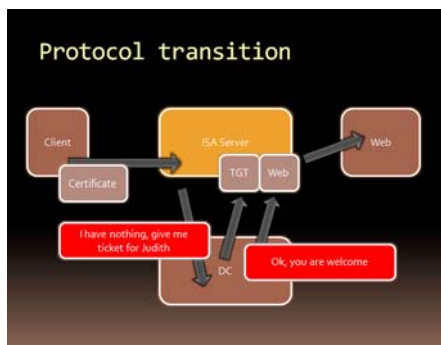 Protocol transition
Client
ISA Server
Web
Certificate
TGT
Web
I have nothing, give me
ticket for Judith
Ok, you are welcome
DC